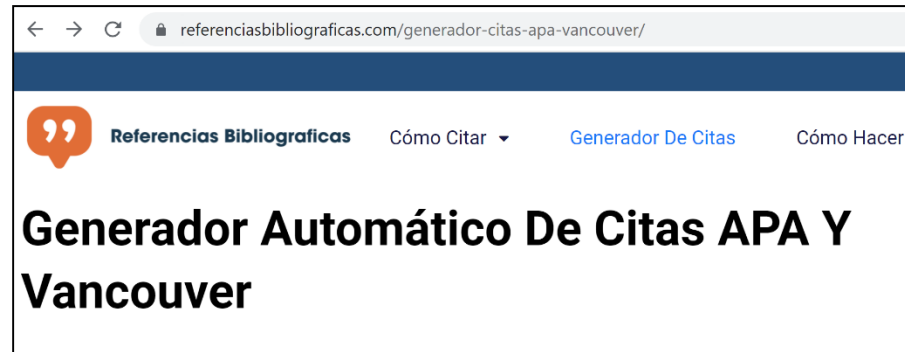 referenciasbibliograficas.com/generador-citas-apa-vancouver/
Referencias Bibliograficas Cómo Citar Generador De Citas Cómo Hacer
Generador Automático De Citas APA Y
Vancouver